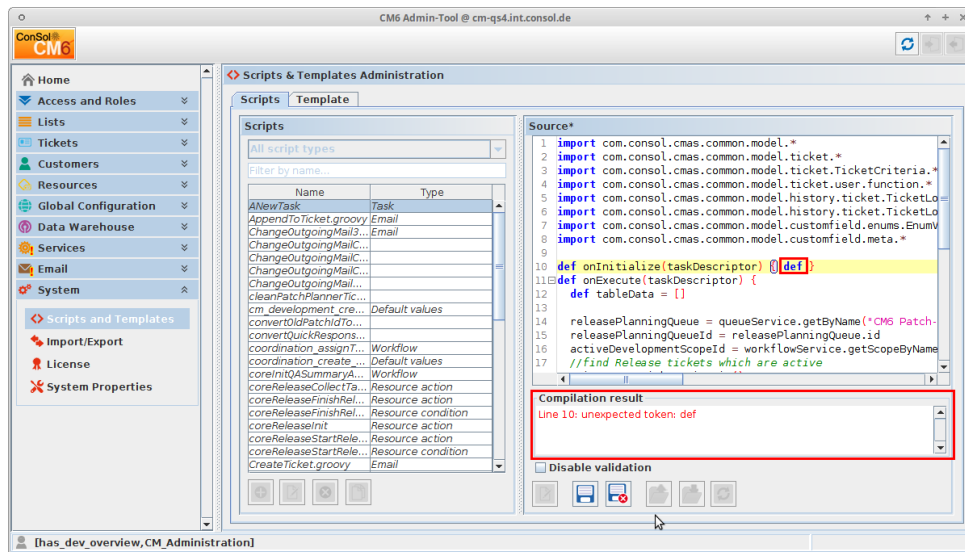 CM6 Admin-Tool @ cm-qs4.int.consol.de
ConSol
CM6
Home
Access and Roles
Lists
Tickets
Customers
Resources
Global Configuration
Data Warehouse
Services
Email
System
Scripts and Templates
Import/Export
License
System Properties
Scripts & Templates Administration
Scripts Template
Scripts
All script types
Filter by name...
Name Type
ANewTask Task
AppendToTicket.groovy Email
ChangeOutgoingMail3... Email
ChangeOutgoingMailC...
ChangeOutgoingMailC...
ChangeOutgoingMailC...
ChangeOutgoingMail...
cleanPatchPlannerTic...
cm_development_cre... Default values
convertOldPatchIdTo...
convertQuickRespons...
coordination_assignT... Workflow
coordination_create_... Default values
coreInitQASummaryA... Workflow
coreReleaseCollectTa... Resource action
coreReleaseFinishRel... Resource action
coreReleaseFinishRel... Resource condition
coreReleaseInit Resource action
coreReleaseStartRele... Resource action
coreReleaseStartRele... Resource condition
CreateTicket.groovy Email
Source*
1 import com.consol.cmas.common.model.*
2 import com.consol.cmas.common.model.ticket.*
3 import com.consol.cmas.common.model.ticket.TicketCriteria.*
4 import com.consol.cmas.common.model.ticket.user.function.*
5 import com.consol.cmas.common.model.history.ticket.TicketLo
6 import com.consol.cmas.common.model.history.ticket.TicketLo
7 import com.consol.cmas.common.model.customfield.enums.EnumV
8 import com.consol.cmas.common.model.customfield.meta.*
9
10 def onInitialize(taskDescriptor) { def }
11 def onExecute(taskDescriptor) {
12 def tableData = []
13
14 releasePlanningQueue = queueService.getByName("CM6 Patch-
15 releasePlanningQueueId = releasePlanningQueue.id
16 activeDevelopmentScopeId = workflowService.getScopeByName
17 //find Release tickets which are active
Compilation result
Line 10: unexpected token: def
Disable validation
[has_dev_overview,CM_Administration]